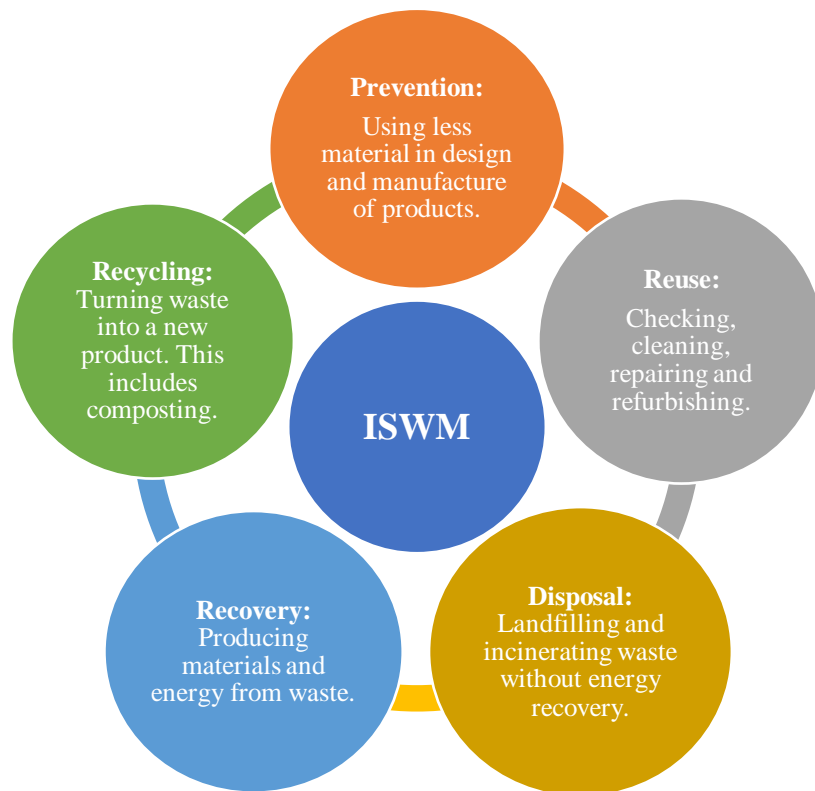 Prevention:
Using less
material in design
and manufacture
of products.
Reuse:
Checking,
cleaning,
repairing and
refurbishing.
Disposal:
Landfilling and
incinerating waste
without energy
recovery.
Recovery:
Producing
materials and
energy from waste.
Recycling:
Turning waste
into a new
product. This
includes
composting.
ISWM